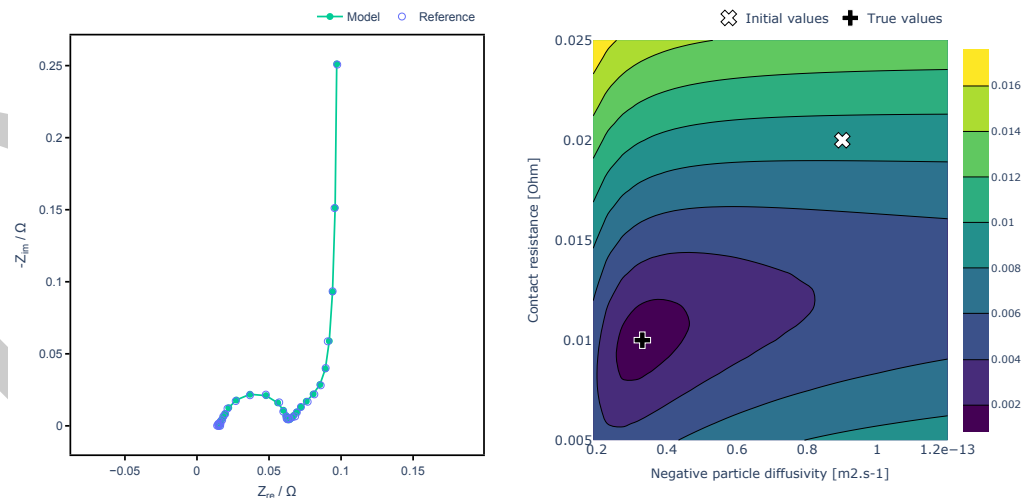 Model Reference
0.25
0.2
0.15
0.1
0.05
0
-Z_im / Ω
−0.05 0 0.05 0.1 0.15
Z_re / Ω
Initial values True values
0.025
0.02
0.015
0.01
0.005
Contact resistance [Ohm]
0.2 0.4 0.6 0.8 1 1.2e−13
Negative particle diffusivity [m2.s-1]
0.016
0.014
0.012
0.01
0.008
0.006
0.004
0.002